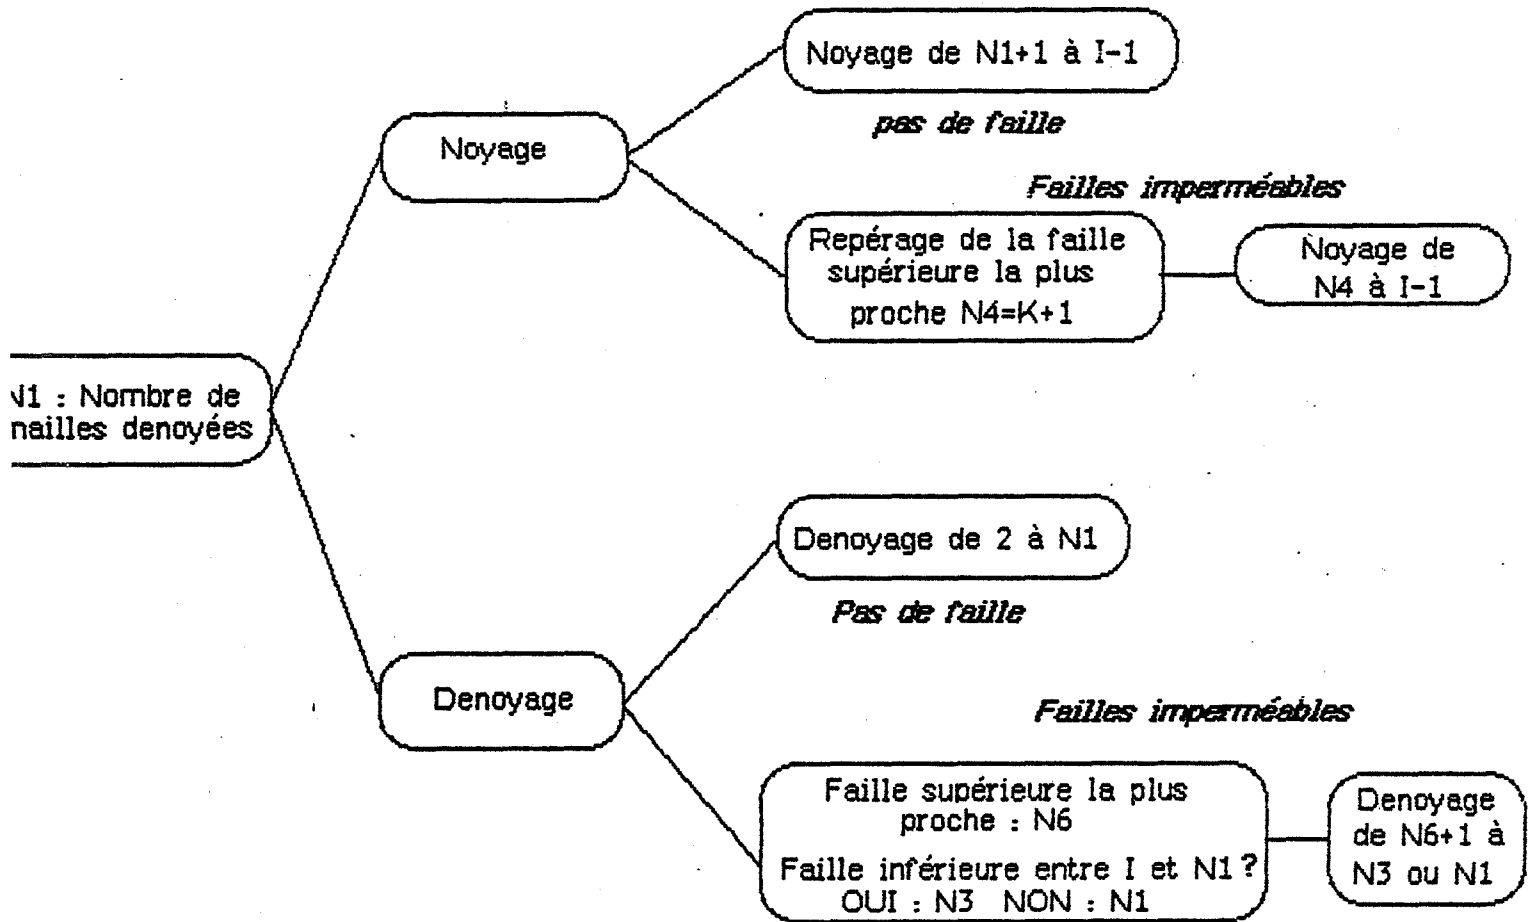 Noyage de N1+1 à I-1
pas de faille
Noyage
Failles imperméables
Repérage de la faille
supérieure la plus
proche N4=K+1
Noyage de
N4 à I-1
N1 : Nombre de
mailles denoyées
Denoyage de 2 à N1
Pas de faille
Denoyage
Failles imperméables
Faille supérieure la plus
proche : N6
Faille inférieure entre I et N1?
OUI : N3 NON : N1
Denoyage
de N6+1 à
N3 ou N1